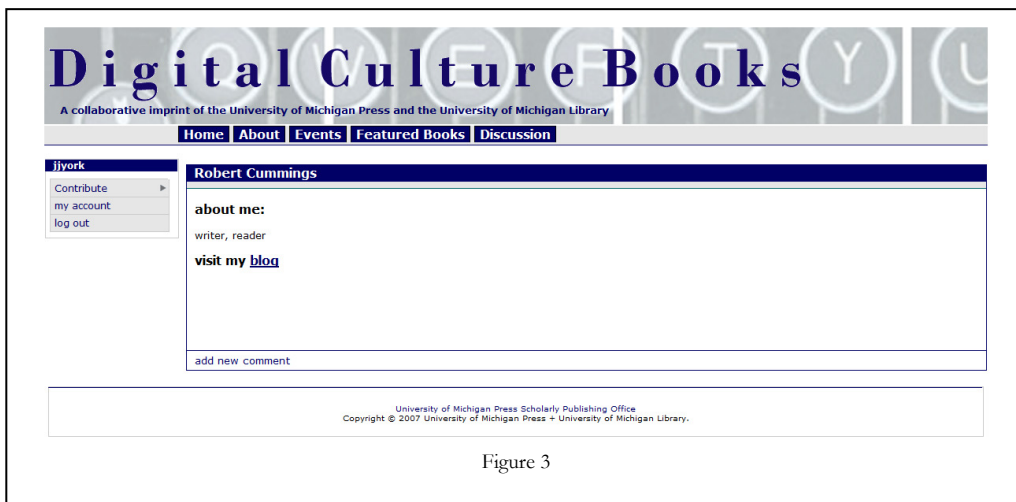 Digital Culture Books
A collaborative imprint of the University of Michigan Press and the University of Michigan Library
Home About Events Featured Books Discussion
jjyork
Contribute
my account
log out
Robert Cummings
about me:
writer, reader
visit my blog
add new comment
University of Michigan Press Scholarly Publishing Office
Copyright © 2007 University of Michigan Press + University of Michigan Library.
Figure 3